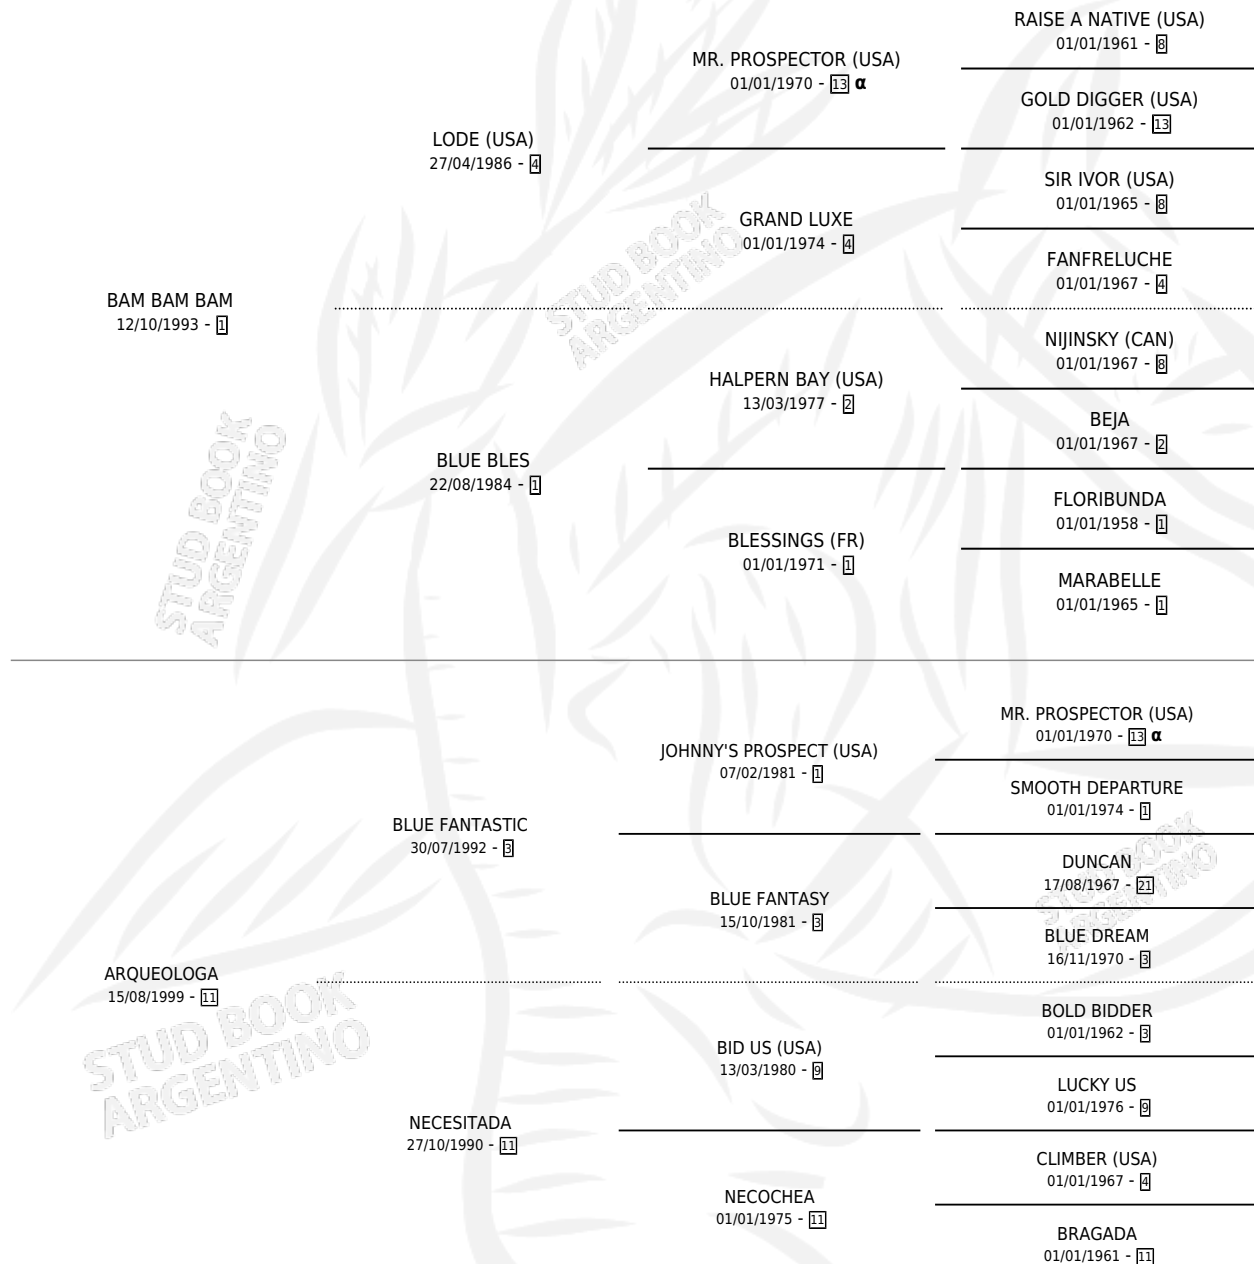 RAISE A NATIVE (USA)
01/01/1961 - 8
MR. PROSPECTOR (USA)
01/01/1970 - 13 α
GOLD DIGGER (USA)
01/01/1962 - 13
LODE (USA)
27/04/1986 - 4
SIR IVOR (USA)
01/01/1965 - 8
GRAND LUXE
01/01/1974 - 4
FANFRELUCHE
01/01/1967 - 4
BAM BAM BAM
12/10/1993 - 1
NIJINSKY (CAN)
01/01/1967 - 8
HALPERN BAY (USA)
13/03/1977 - 2
BEJA
01/01/1967 - 2
BLUE BLES
22/08/1984 - 1
FLORIBUNDA
01/01/1958 - 1
BLESSINGS (FR)
01/01/1971 - 1
MARABELLE
01/01/1965 - 1
STUD BOOK
ARGENTINO
STUD BOOK
ARGENTINO
MR. PROSPECTOR (USA)
01/01/1970 - 13 α
JOHNNY'S PROSPECT (USA)
07/02/1981 - 1
SMOOTH DEPARTURE
01/01/1974 - 1
BLUE FANTASTIC
30/07/1992 - 3
DUNCAN
17/08/1967 - 21
BLUE FANTASY
15/10/1981 - 3
BLUE DREAM
16/11/1970 - 3
ARQUEOLOGA
15/08/1999 - 11
BOLD BIDDER
01/01/1962 - 3
BID US (USA)
13/03/1980 - 9
LUCKY US
01/01/1976 - 9
NECESITADA
27/10/1990 - 11
CLIMBER (USA)
01/01/1967 - 4
NECOCHEA
01/01/1975 - 11
BRAGADA
01/01/1961 - 11
STUD BOOK
ARGENTINO
STUD BOOK
ARGENTINO